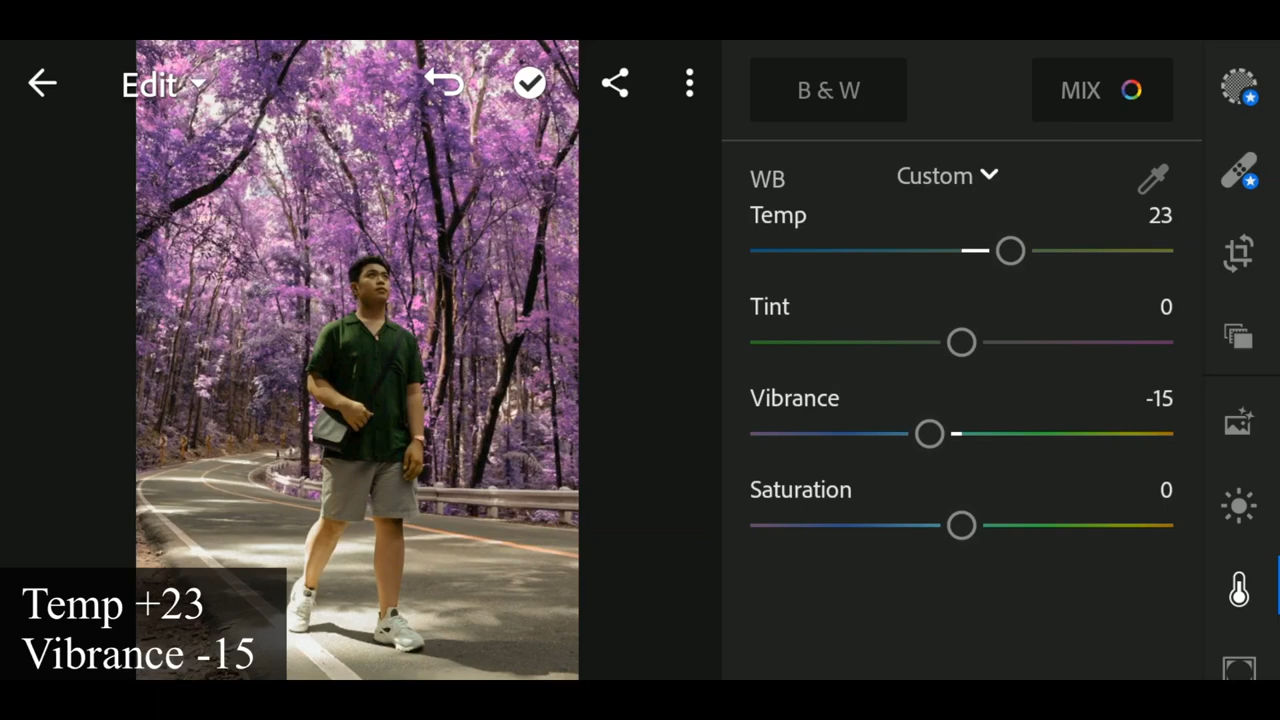 Edit
B & W
MIX
WB
Custom
Temp
23
Tint
0
Vibrance
-15
Saturation
0
Temp +23
Vibrance -15